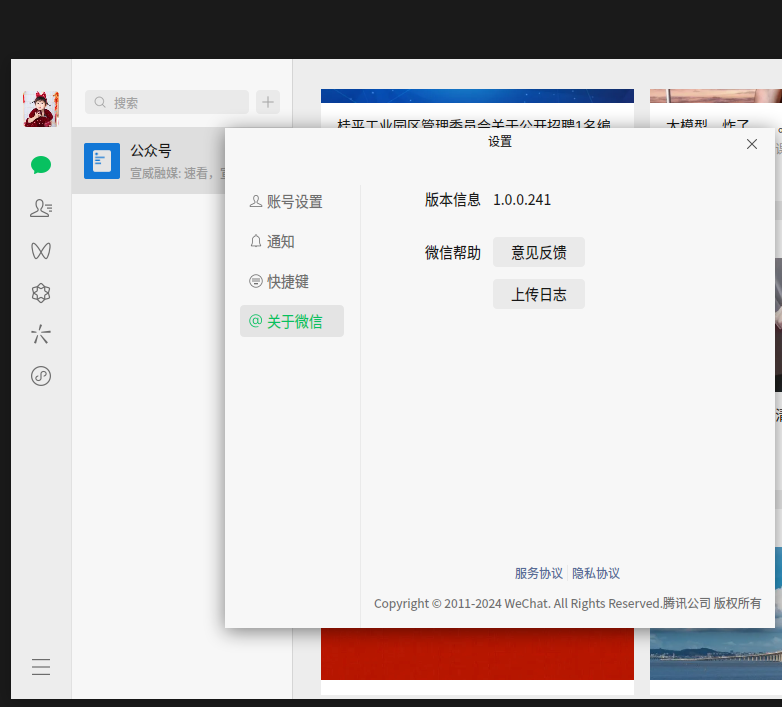 搜索
公众号
宣威融媒: 速看，
桂平工业园区管理委员会关于公开招聘1名编
大模型，炸了
设置
账号设置
通知
快捷键
@ 关于微信
版本信息 1.0.0.241
微信帮助 意见反馈
上传日志
服务协议 | 隐私协议
Copyright © 2011-2024 WeChat. All Rights Reserved.腾讯公司 版权所有